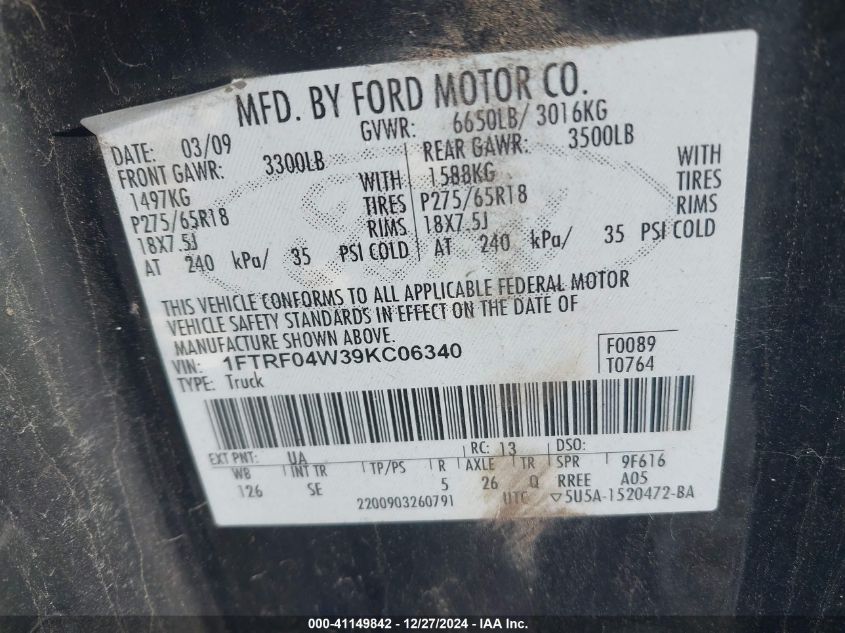 MFD. BY FORD MOTOR CO.
DATE: 03/09 GVWR: 6650LB/ 3016KG
FRONT GAWR: 3300LB REAR GAWR: 3500LB
1497KG WITH 1588KG WITH
P275/65R18 TIRES P275/65R18 TIRES
18X7.5J RIMS 18X7.5J RIMS
AT 240 kPa/ 35 PSI COLD AT 240 kPa/ 35 PSI COLD
THIS VEHICLE CONFORMS TO ALL APPLICABLE FEDERAL MOTOR
VEHICLE SAFETY STANDARDS IN EFFECT ON THE DATE OF
MANUFACTURE SHOWN ABOVE.
VIN: 1FTRF04W39KC06340 F0089
TYPE: Truck T0764
EXT PNT: UA RC: 13 DSO:
WB INT TR TP/PS R AXLE TR SPR 9F616
126 SE 5 26 Q RREE A05
2200903260791 UTC ▽5U5A-1520472-BA
000-41149842 - 12/27/2024 - IAA Inc.